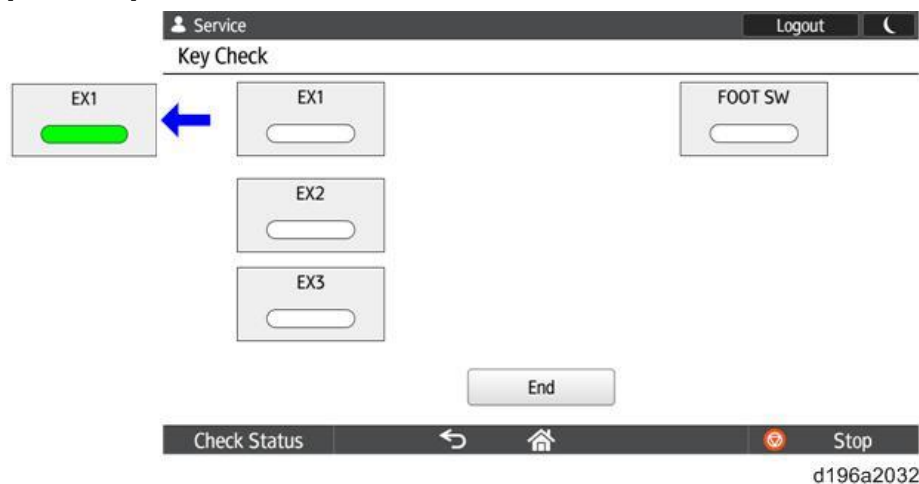 Service
Logout
Key Check
EX1
EX1
FOOT SW
EX2
EX3
End
Check Status
Stop
d196a2032